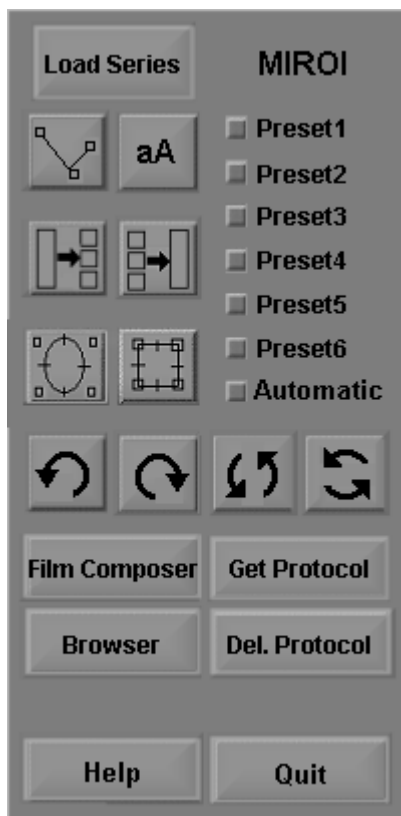 Load Series
MIROI
aA
Preset1
Preset2
Preset3
Preset4
Preset5
Preset6
Automatic
Film Composer
Get Protocol
Browser
Del. Protocol
Help
Quit